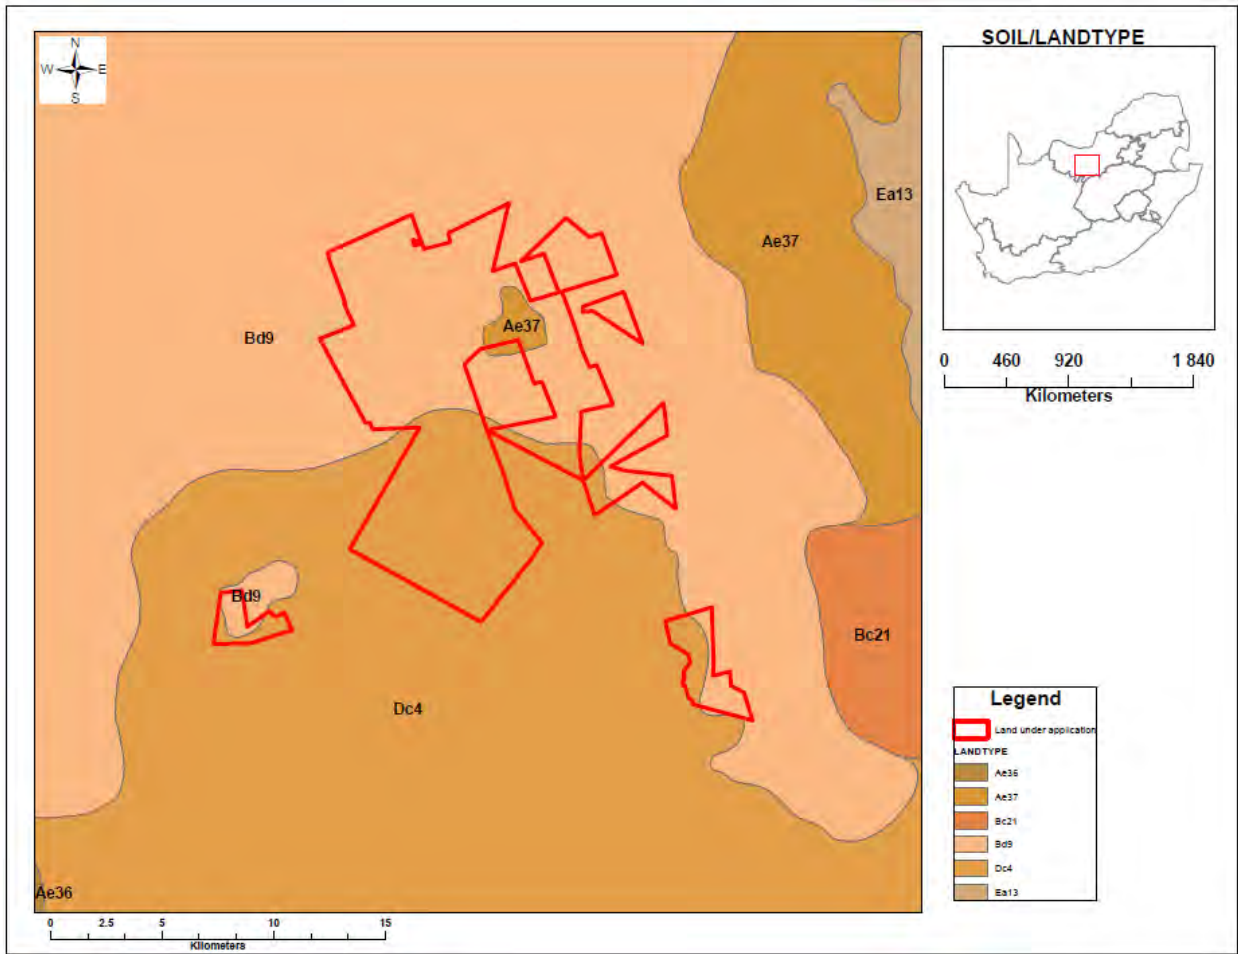 SOIL/LANDTYPE
N
W E
S
Ea13
Ae37
Ae37
Bd9
0 460 920 1 840
Kilometers
Bd9
Bc21
Dc4
Legend
Land under application
LANDTYPE
Ae36
Ae37
Bc21
Bd9
Dc4
Ea13
Ae36
0 2.5 5 10 15
Kilometers